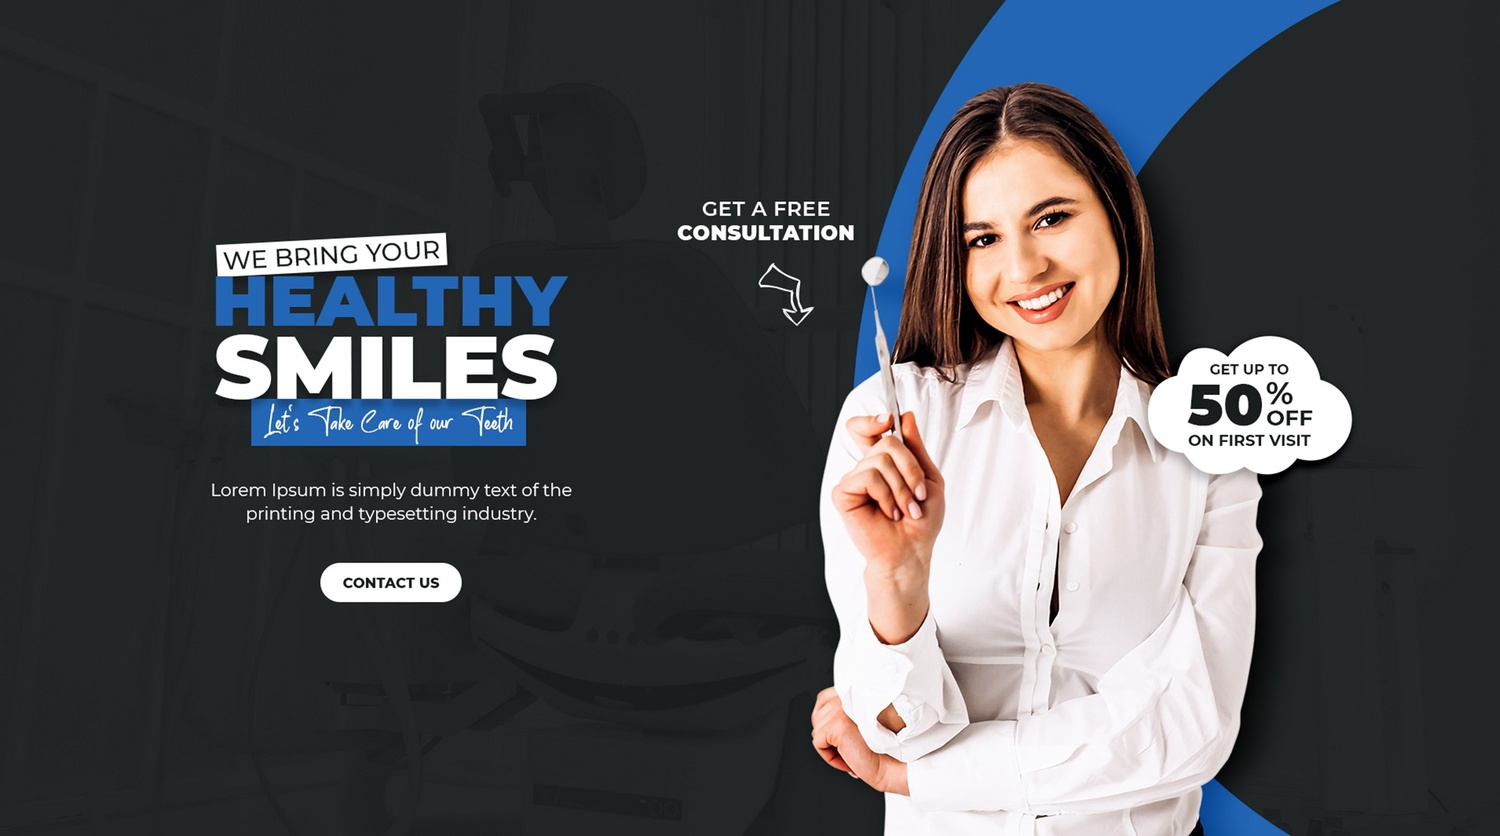 WE BRING YOUR
HEALTHY
SMILES
Let's Take Care of our Teeth
Lorem Ipsum is simply dummy text of the
printing and typesetting industry.
CONTACT US
GET A FREE
CONSULTATION
GET UP TO
50% OFF
ON FIRST VISIT